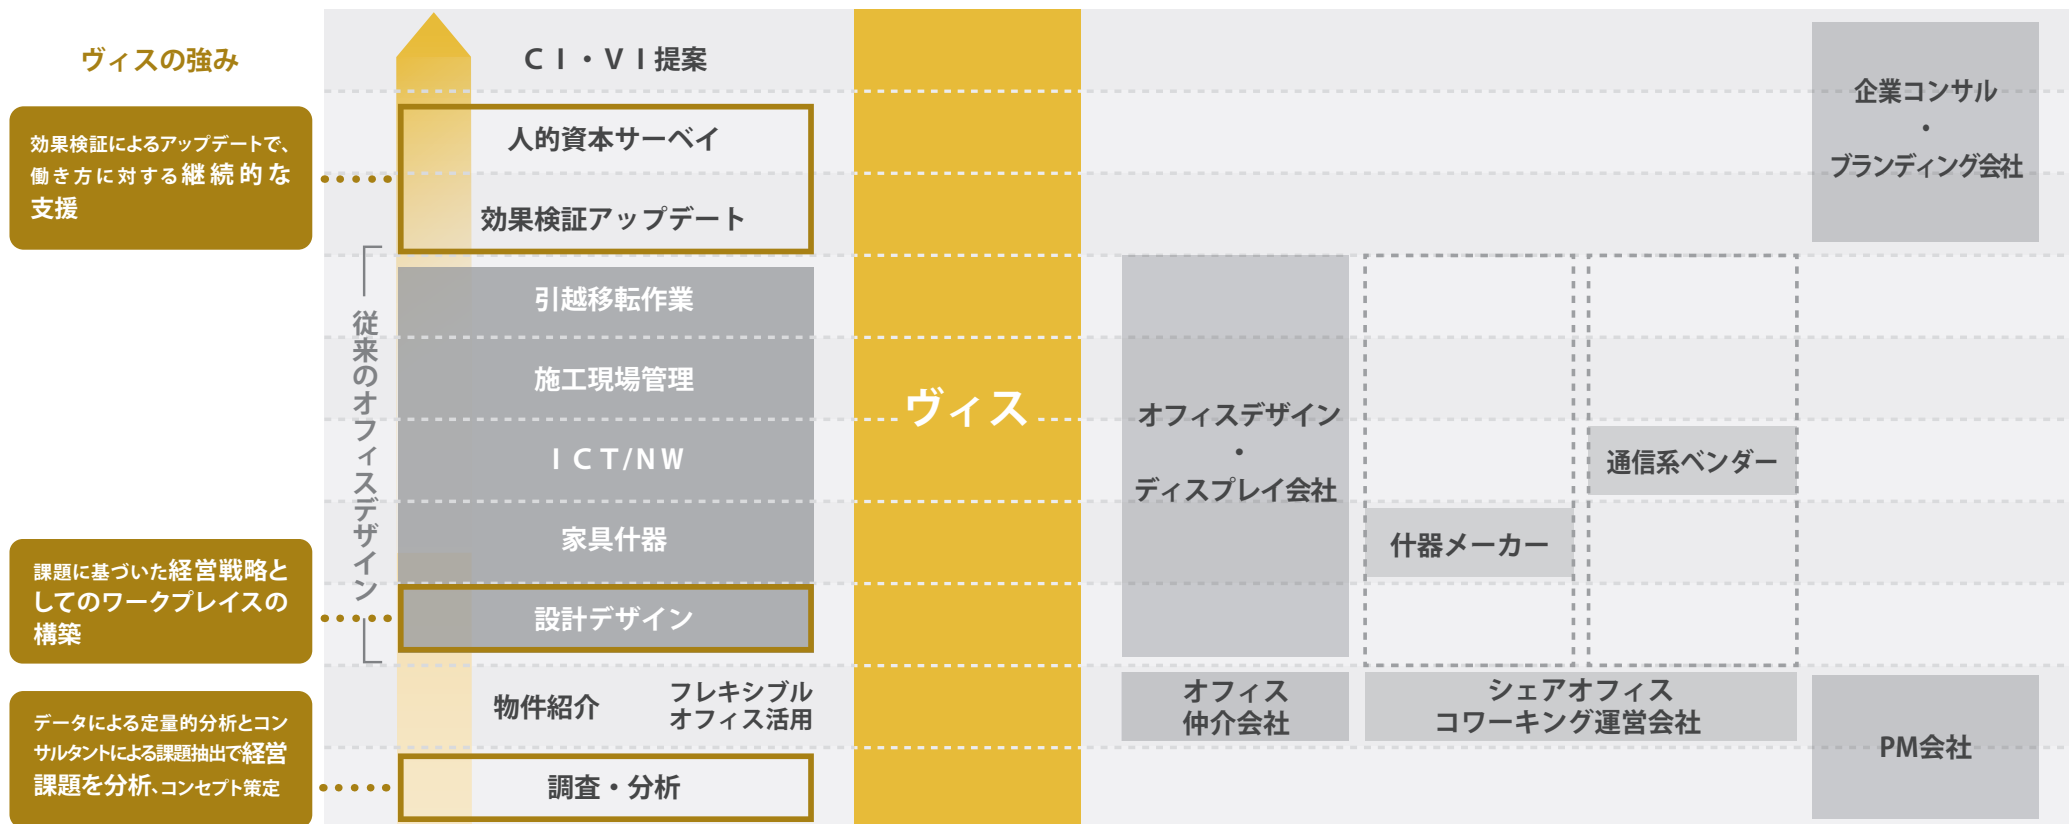 ヴィスの強み
効果検証によるアップデートで、
働き方に対する継続的な
支援
課題に基づいた経営戦略と
してのワークプレイスの
構築
データによる定量的分析とコン
サルタントによる課題抽出で経営
課題を分析、コンセプト策定
従来のオフィスデザイン
CI・VI提案
人的資本サーベイ
効果検証アップデート
引越移転作業
施工現場管理
ICT/NW
家具什器
設計デザイン
物件紹介
フレキシブル
オフィス活用
調査・分析
ヴィス
オフィスデザイン
・
ディスプレイ会社
什器メーカー
通信系ベンダー
企業コンサル
・
ブランディング会社
オフィス
仲介会社
シェアオフィス
コワーキング運営会社
PM会社